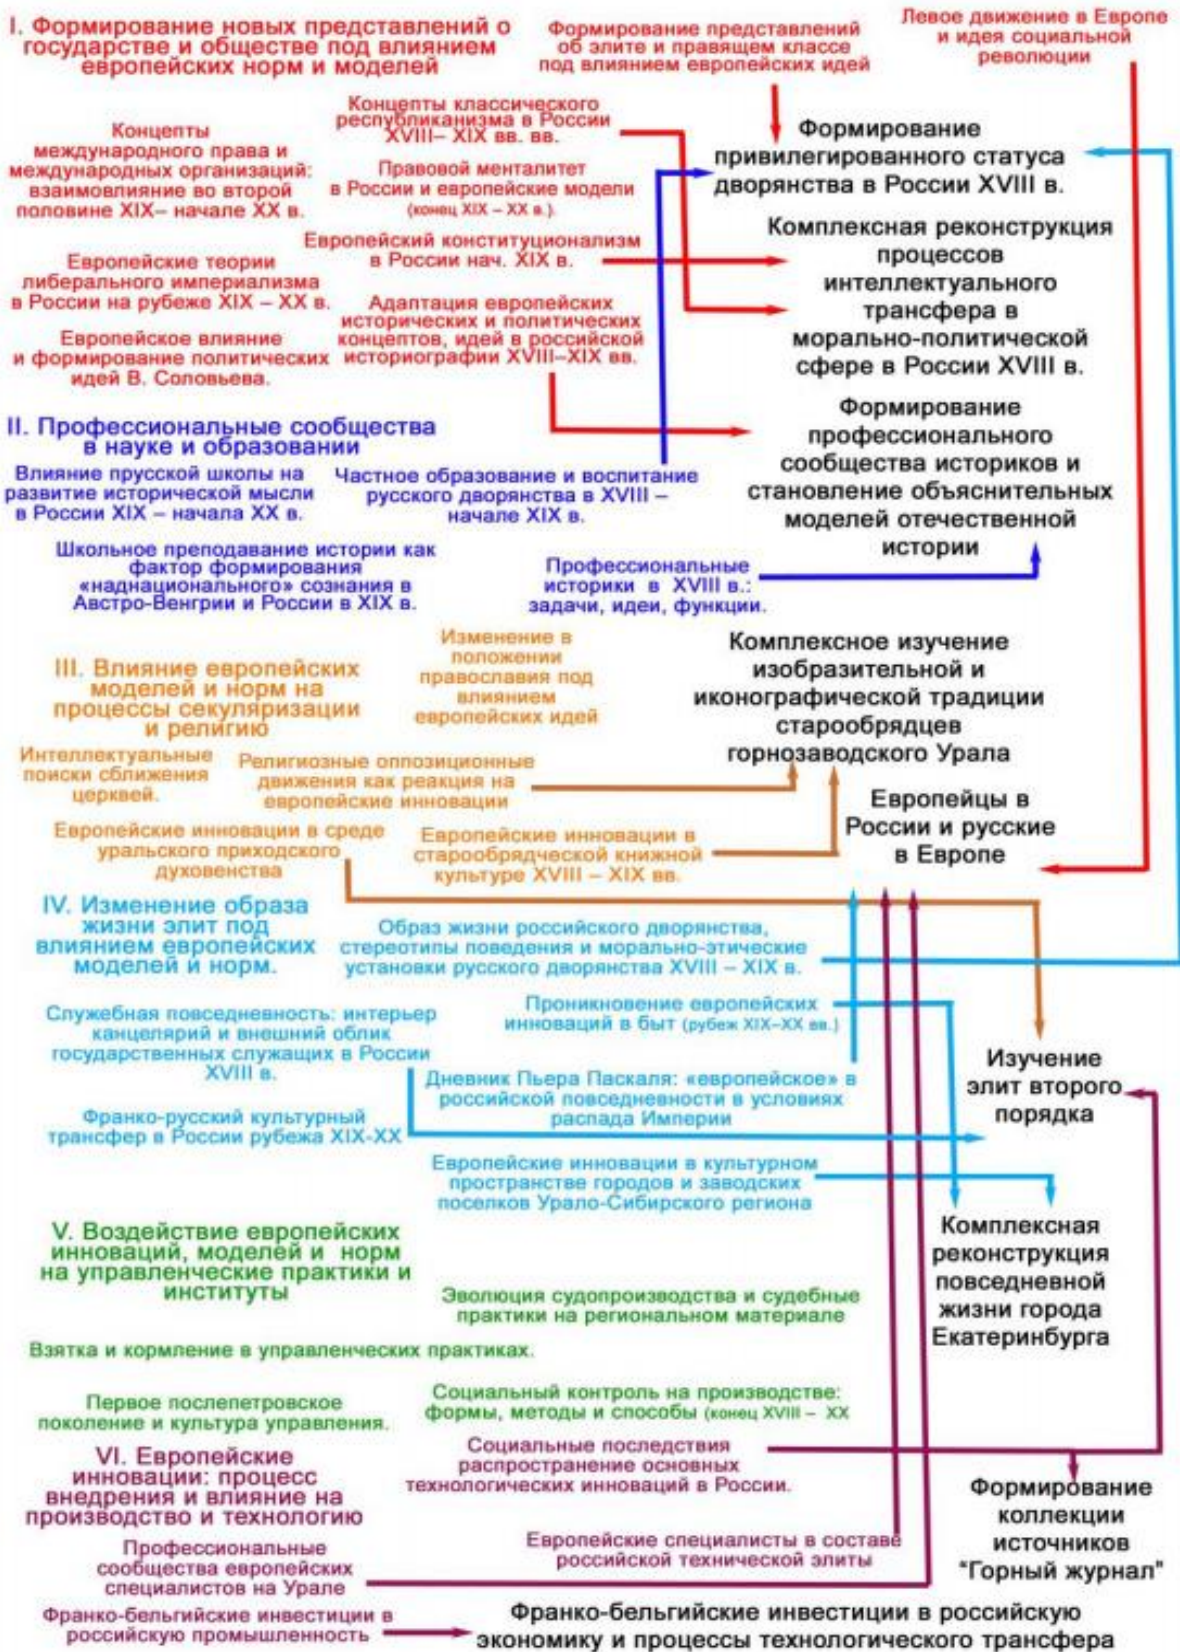 I. Формирование новых представлений о
государстве и обществе под влиянием
европейских норм и моделей
Формирование представлений
об элите и правящем классе
под влиянием европейских идей
Левое движение в Европе
и идея социальной
революции
Концепты классического
республиканизма в России
XVIII– XIX вв. вв.
Концепты
международного права и
международных организаций:
взаимовлияние во второй
половине XIX– начале XX в.
Правовой менталитет
в России и европейские модели
(конец XIX – XX в.).
Формирование
привилегированного статуса
дворянства в России XVIII в.
Европейский конституционализм
в России нач. XIX в.
Европейские теории
либерального империализма
в России на рубеже XIX – XX в.
Адаптация европейских
исторических и политических
концептов, идей в российской
историографии XVIII–XIX вв.
Европейское влияние
и формирование политических
идей В. Соловьева.
Комплексная реконструкция
процессов
интеллектуального
трансфера в
морально-политической
сфере в России XVIII в.
II. Профессиональные сообщества
в науке и образовании
Влияние прусской школы на
развитие исторической мысли
в России XIX – начала XX в.
Частное образование и воспитание
русского дворянства в XVIII –
начале XIX в.
Формирование
профессионального
сообщества историков и
становление объяснительных
моделей отечественной
истории
Школьное преподавание истории как
фактор формирования
«наднационального» сознания в
Австро-Венгрии и России в XIX в.
Профессиональные
историки в XVIII в.:
задачи, идеи, функции.
III. Влияние европейских
моделей и норм на
процессы секуляризации
и религию
Изменение в
положении
православия под
влиянием
европейских идей
Комплексное изучение
изобразительной и
иконографической традиции
старообрядцев
горнозаводского Урала
Интеллектуальные
поиски сближения
церквей.
Религиозные оппозиционные
движения как реакция на
европейские инновации
Европейские инновации в среде
уральского приходского
духовенства
Европейские инновации в
старообрядческой книжной
культуре XVIII – XIX вв.
Европейцы в
России и русские
в Европе
IV. Изменение образа
жизни элит под
влиянием европейских
моделей и норм.
Образ жизни российского дворянства,
стереотипы поведения и морально-этические
установки русского дворянства XVIII – XIX в.
Служебная повседневность: интерьер
канцелярий и внешний облик
государственных служащих в России
XVIII в.
Проникновение европейских
инноваций в быт (рубеж XIX–XX вв.)
Дневник Пьера Паскаля: «европейское» в
российской повседневности в условиях
распада Империи
Изучение
элит второго
порядка
Франко-русский культурный
трансфер в России рубежа XIX-XX
Европейские инновации в культурном
пространстве городов и заводских
поселков Урало-Сибирского региона
V. Воздействие европейских
инноваций, моделей и норм
на управленческие практики и
институты
Комплексная
реконструкция
повседневной
жизни города
Екатеринбурга
Эволюция судопроизводства и судебные
практики на региональном материале
Взятка и кормление в управленческих практиках.
Первое послепетровское
поколение и культура управления.
Социальный контроль на производстве:
формы, методы и способы (конец XVIII – XX
VI. Европейские
инновации: процесс
внедрения и влияние на
производство и технологию
Социальные последствия
распространение основных
технологических инноваций в России.
Формирование
коллекции
источников
"Горный журнал"
Профессиональные
сообщества европейских
специалистов на Урале
Европейские специалисты в составе
российской технической элиты
Франко-бельгийские инвестиции в
российскую промышленность
Франко-бельгийские инвестиции в российскую
экономику и процессы технологического трансфера